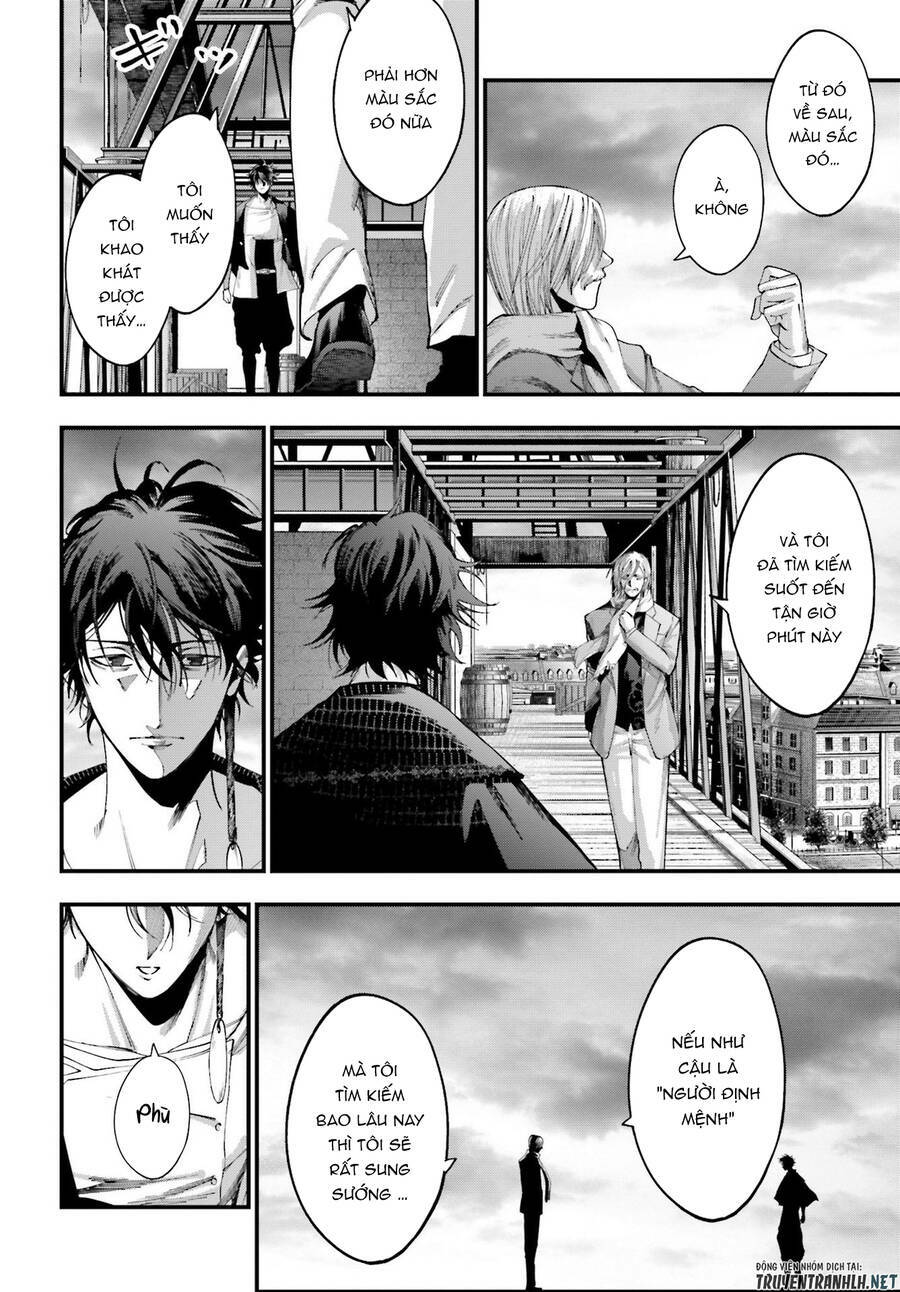 TỪ ĐÓ
VỀ SAU,
MÀU SẮC
ĐÓ...
À,
KHÔNG
PHẢI HƠN
MÀU SẮC
ĐÓ NỮA
TÔI
MUỐN
THẤY
TÔI
KHAO
KHÁT
ĐƯỢC
THẤY...
VÀ TÔI
ĐÃ TÌM KIẾM
SUỐT ĐẾN
TẬN GIỜ
PHÚT NÀY
NẾU NHƯ
CẬU LÀ
"NGƯỜI ĐỊNH
MỆNH"
MÀ TÔI
TÌM KIẾM
BAO LÂU NAY
THÌ TÔI SẼ
RẤT SUNG
SƯỚNG ...
Phù
ĐỘNG VIÊN NHÓM DỊCH TẠI:
TRUYENTRANHLH.NET